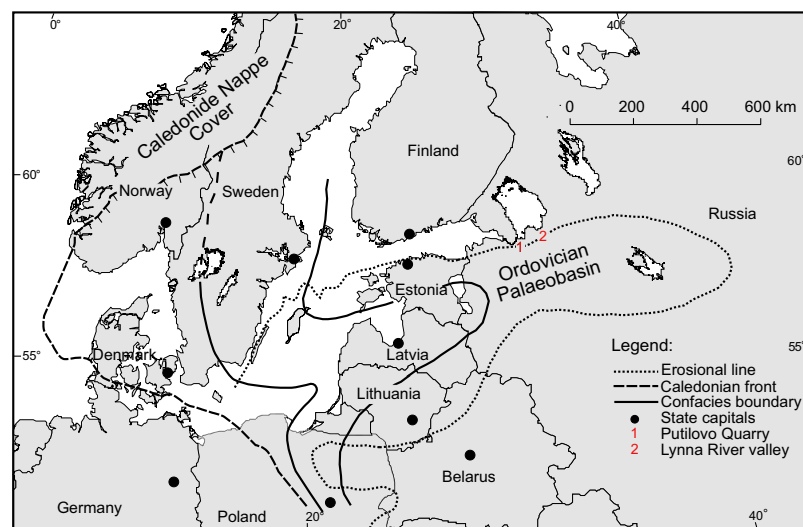 0°
20°
40°
Caledonide Nappe
Cover
0 200 400 600 km
Finland
60°
60°
Norway
Sweden
Russia
2
1
Ordovician
Palaeobasin
Estonia
55°
Denmark
Latvia
55°
Legend:
Erosional line
Caledonian front
Confacies boundary
State capitals
1 Putilovo Quarry
2 Lynna River valley
Lithuania
Belarus
Germany
Poland
20°
40°